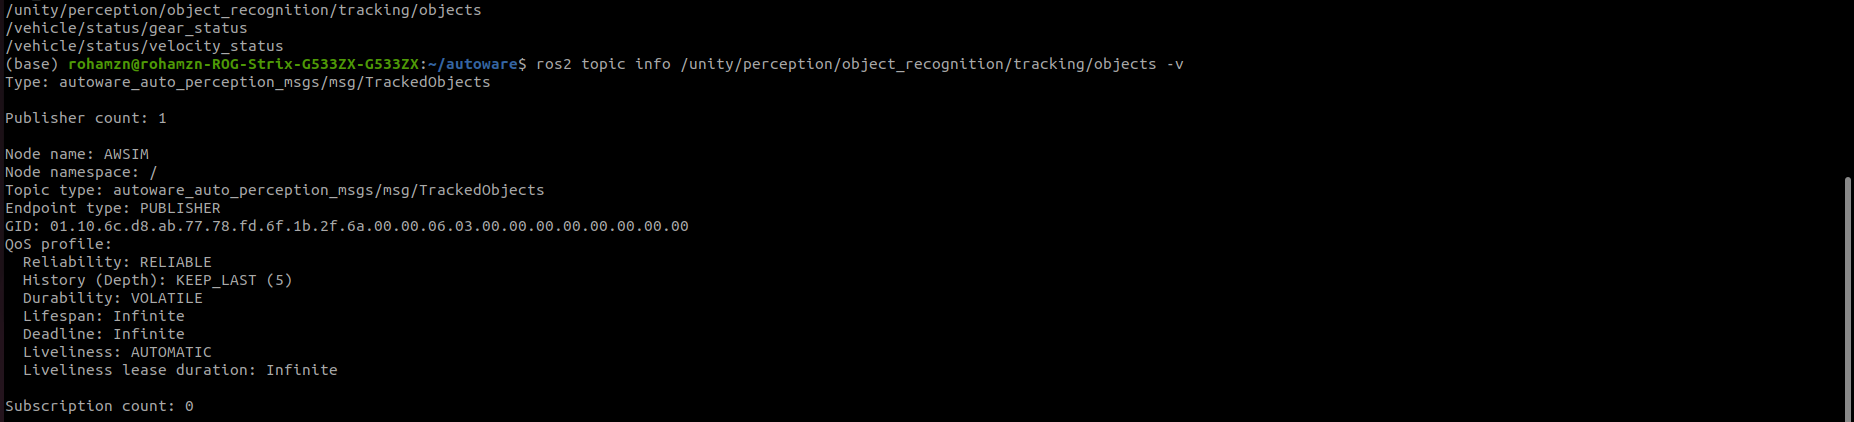 /unity/perception/object_recognition/tracking/objects
/vehicle/status/gear_status
/vehicle/status/velocity_status
(base) rohamzn@rohamzn-ROG-Strix-G533ZX-G533ZX:~/autoware$ ros2 topic info /unity/perception/object_recognition/tracking/objects -v
Type: autoware_auto_perception_msgs/msg/TrackedObjects
Publisher count: 1
Node name: AWSIM
Node namespace: /
Topic type: autoware_auto_perception_msgs/msg/TrackedObjects
Endpoint type: PUBLISHER
GID: 01.10.6c.d8.ab.77.78.fd.6f.1b.2f.6a.00.00.06.03.00.00.00.00.00.00.00.00
QoS profile:
  Reliability: RELIABLE
  History (Depth): KEEP_LAST (5)
  Durability: VOLATILE
  Lifespan: Infinite
  Deadline: Infinite
  Liveliness: AUTOMATIC
  Liveliness lease duration: Infinite
Subscription count: 0